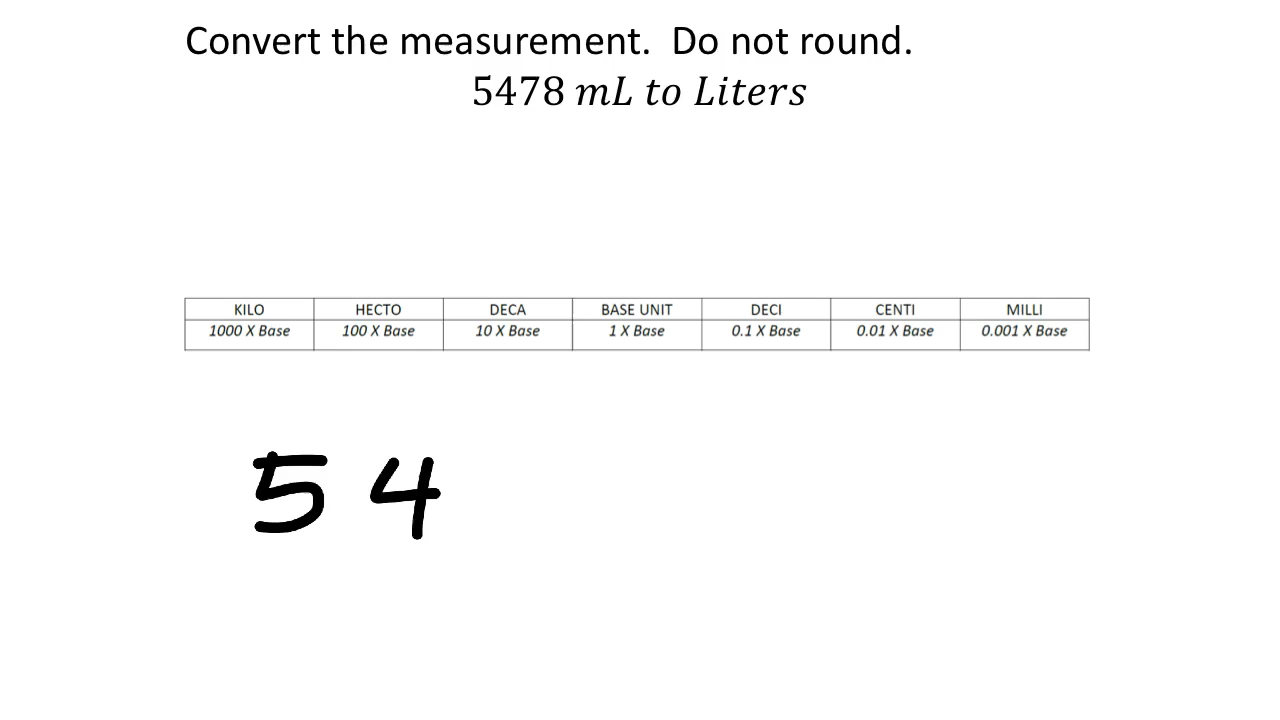 Convert the measurement. Do not round.
5478 mL to Liters
KILO HECTO DECA BASE UNIT DECI CENTI MILLI
1000 X Base 100 X Base 10 X Base 1 X Base 0.1 X Base 0.01 X Base 0.001 X Base
5 4